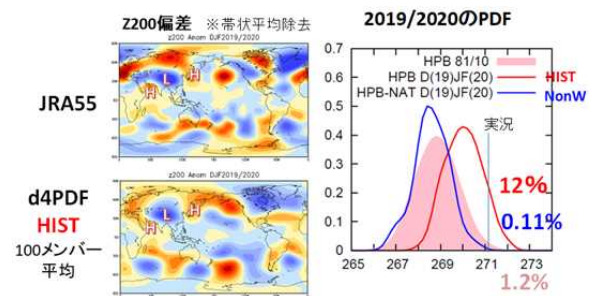 Z200偏差 ※帯状平均除去
2019/2020のPDF
z200 Anom DJF2019/2020
JRA55
H
L
H
d4PDF
HIST
100メンバー
平均
z200 Anom DJF2019/2020
H
L
H
0.7
0.6
0.5
0.4
0.3
0.2
0.1
0
HPB 81/10
HPB D(19)JF(20) HIST
HPB-NAT D(19)JF(20) NonW
実況
12%
0.11%
265 267 269 271 273
1.2%